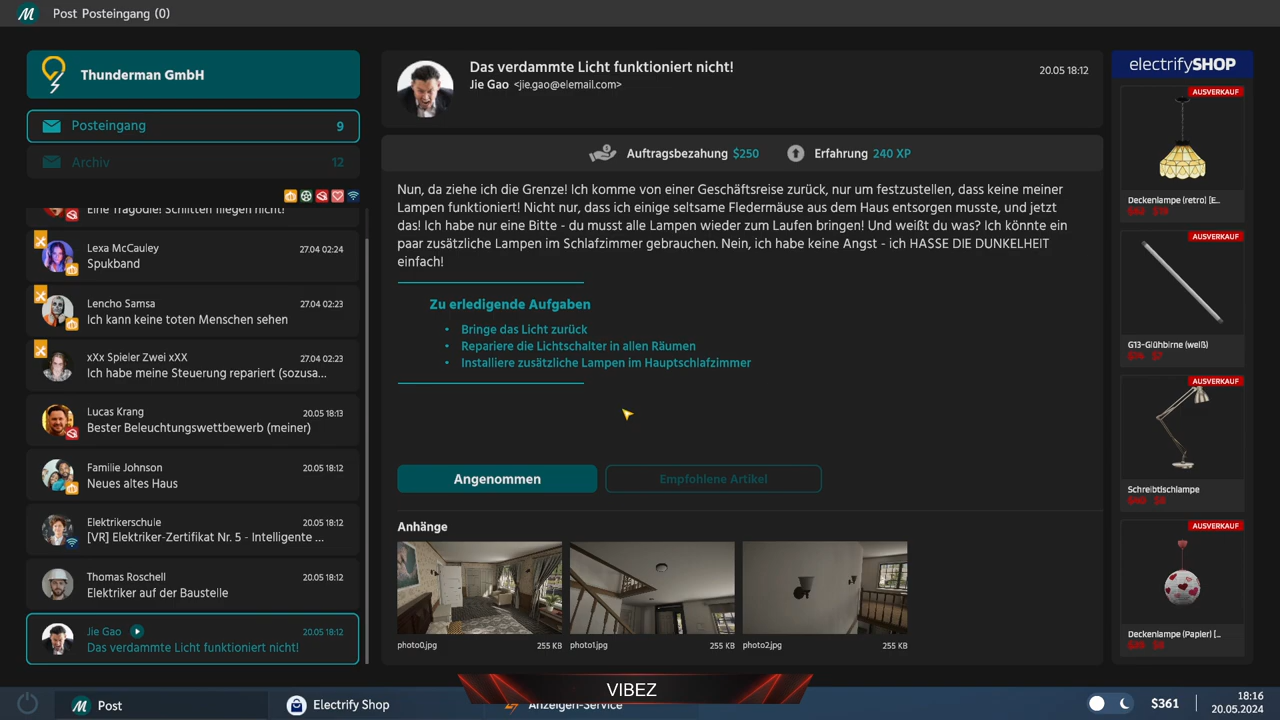 Post Posteingang (0)
Thunderman GmbH
Posteingang 9
Archiv 12
Eine Tragödie! Schlitten fliegen nicht!
Lexa McCauley 27.04 02:24
Spukband
Lencho Samsa 27.04 02:23
Ich kann keine toten Menschen sehen
xXx Spieler Zwei xXX 27.04 02:23
Ich habe meine Steuerung repariert (sozusa...
Lucas Krang 20.05 18:13
Bester Beleuchtungswettbewerb (meiner)
Familie Johnson 20.05 18:12
Neues altes Haus
Elektrikerschule 20.05 18:12
[VR] Elektriker-Zertifikat Nr. 5 - Intelligente ...
Thomas Roschell 20.05 18:12
Elektriker auf der Baustelle
Jie Gao 20.05 18:12
Das verdammte Licht funktioniert nicht!
Das verdammte Licht funktioniert nicht!
Jie Gao <jie.gao@eiemail.com>
20.05 18:12
Auftragsbezahung $250 Erfahrung 240 XP
Nun, da ziehe ich die Grenze! Ich komme von einer Geschäftsreise zurück, nur um festzustellen, dass keine meiner
Lampen funktioniert! Nicht nur, dass ich einige seltsame Fledermäuse aus dem Haus entsorgen musste, und jetzt
das! Ich habe nur eine Bitte - du musst alle Lampen wieder zum Laufen bringen! Und weißt du was? Ich könnte ein
paar zusätzliche Lampen im Schlafzimmer gebrauchen. Nein, ich habe keine Angst - ich HASSE DIE DUNKELHEIT
einfach!
Zu erledigende Aufgaben
• Bringe das Licht zurück
• Repariere die Lichtschalter in allen Räumen
• Installiere zusätzliche Lampen im Hauptschlafzimmer
Angenommen
Empfohlene Artikel
Anhänge
photo0.jpg 255 KB
photo1.jpg 255 KB
photo2.jpg 255 KB
electrifySHOP
AUSVERKAUF
Deckenlampe (retro) [E...
AUSVERKAUF
G13-Glühbirne (weiß)
AUSVERKAUF
Schreibtischlampe
AUSVERKAUF
Deckenlampe (Papier) [...
VIBEZ
Post
Electrify Shop
Anzeigen-Service
$361
18:16
20.05.2024